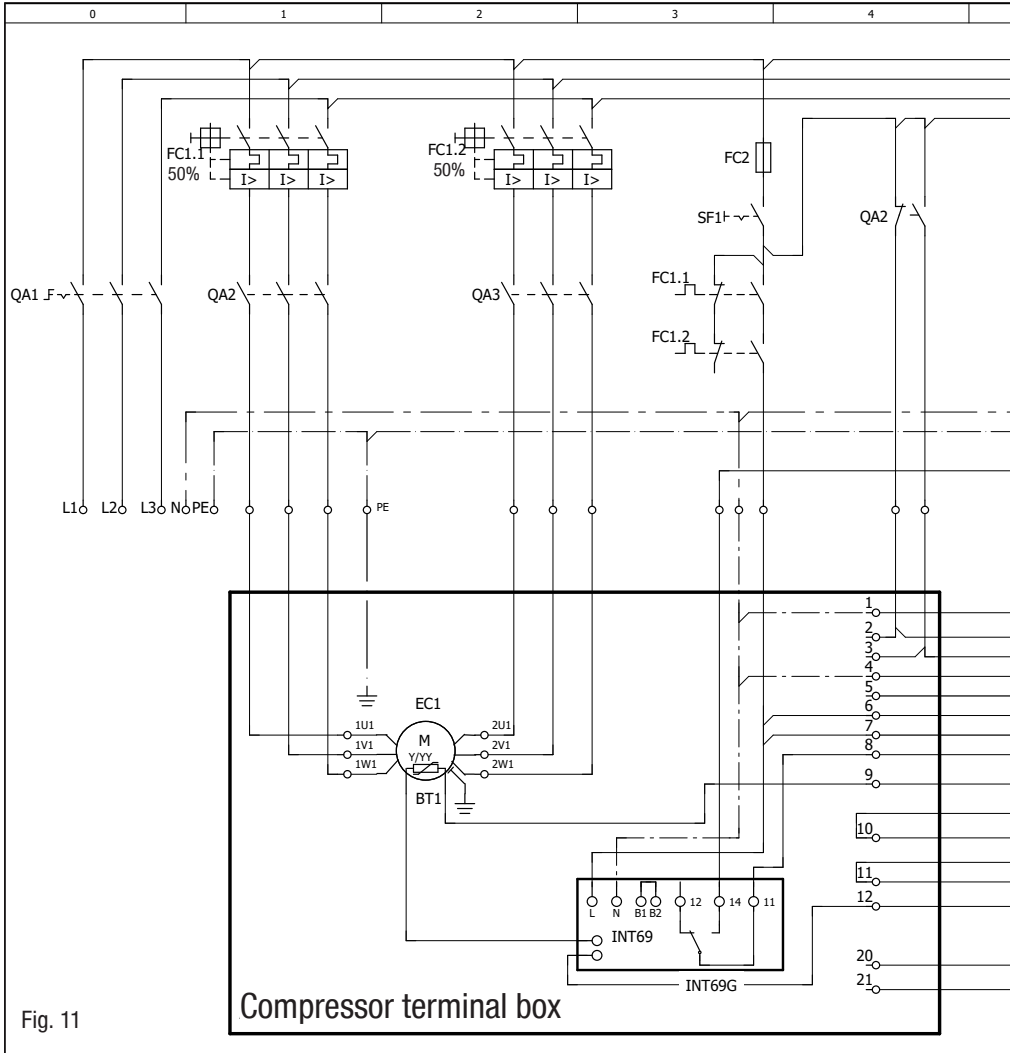 0 1 2 3 4
FC1.1
50%
I> I> I>
FC1.2
50%
I> I> I>
FC2
SF1
QA2
QA1
QA2
QA3
FC1.1
FC1.2
L1 L2 L3 N PE
PE
EC1
M
Y/YY
1U1
1V1
1W1
2U1
2V1
2W1
BT1
1
2
3
4
5
6
7
8
9
10
11
12
20
21
L N B1 B2 12 14 11
INT69
INT69G
Compressor terminal box
Fig. 11